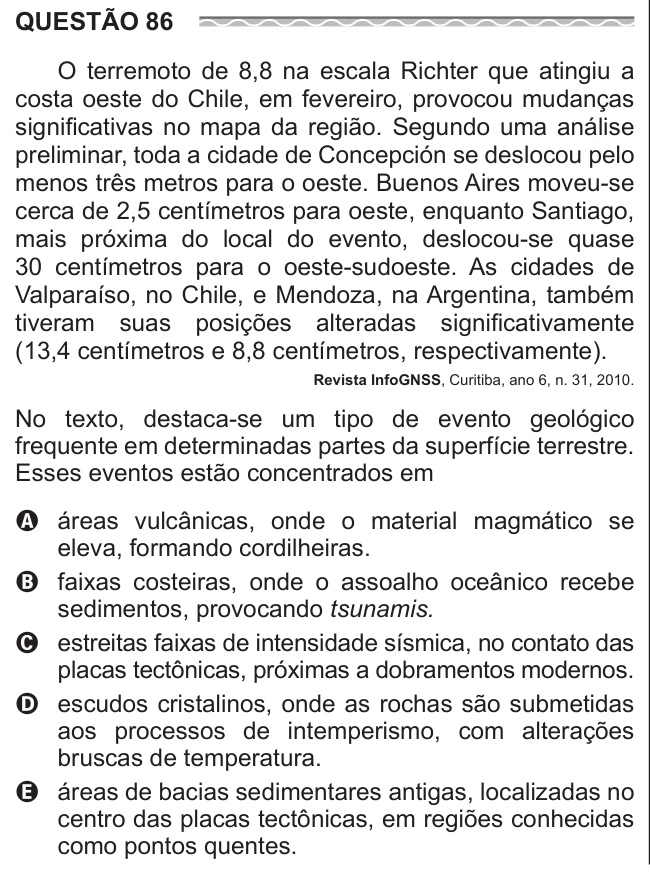 QUESTÃO 86
O terremoto de 8,8 na escala Richter que atingiu a
costa oeste do Chile, em fevereiro, provocou mudanças
significativas no mapa da região. Segundo uma análise
preliminar, toda a cidade de Concepción se deslocou pelo
menos três metros para o oeste. Buenos Aires moveu-se
cerca de 2,5 centímetros para oeste, enquanto Santiago,
mais próxima do local do evento, deslocou-se quase
30 centímetros para o oeste-sudoeste. As cidades de
Valparaíso, no Chile, e Mendoza, na Argentina, também
tiveram suas posições alteradas significativamente
(13,4 centímetros e 8,8 centímetros, respectivamente).
Revista InfoGNSS, Curitiba, ano 6, n. 31, 2010.
No texto, destaca-se um tipo de evento geológico
frequente em determinadas partes da superfície terrestre.
Esses eventos estão concentrados em
A áreas vulcânicas, onde o material magmático se
eleva, formando cordilheiras.
B faixas costeiras, onde o assoalho oceânico recebe
sedimentos, provocando tsunamis.
C estreitas faixas de intensidade sísmica, no contato das
placas tectônicas, próximas a dobramentos modernos.
D escudos cristalinos, onde as rochas são submetidas
aos processos de intemperismo, com alterações
bruscas de temperatura.
E áreas de bacias sedimentares antigas, localizadas no
centro das placas tectônicas, em regiões conhecidas
como pontos quentes.